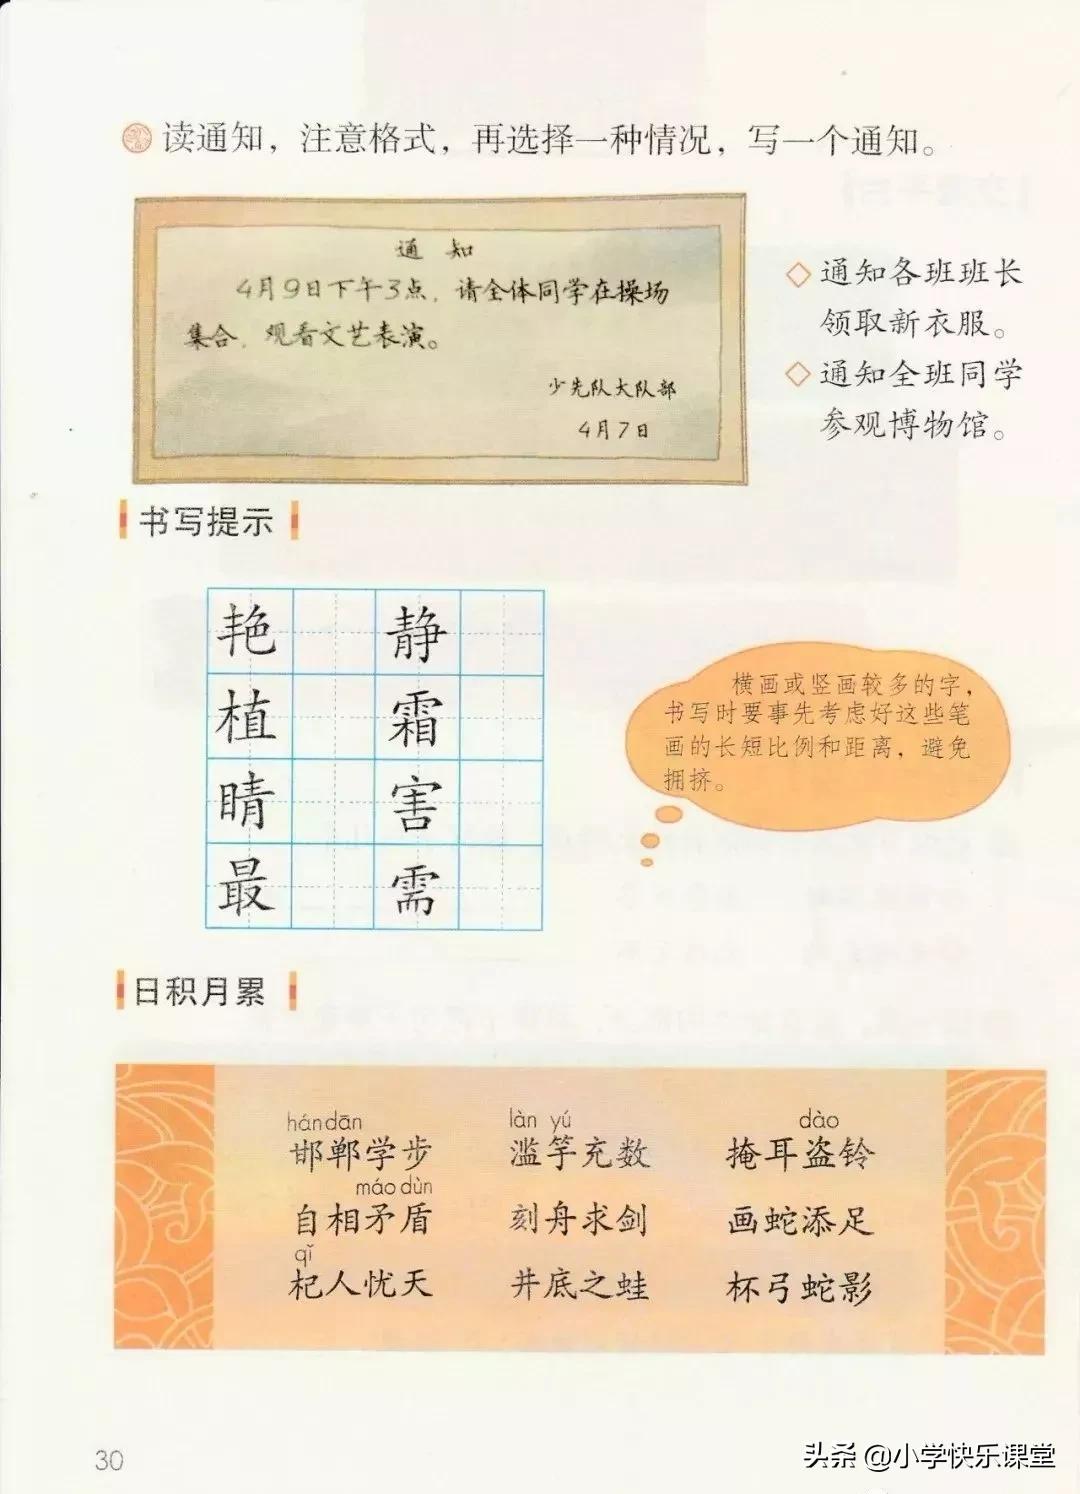 读通知，注意格式，再选择一种情况，写一个通知。
通 知
4月9日下午3点，请全体同学在操场
集合，观看文艺表演。
少先队大队部
4月7日
◇ 通知各班班长
领取新衣服。
◇ 通知全班同学
参观博物馆。
书写提示
艳 静
植 霜
睛 害
最 需
横画或竖画较多的字，
书写时要事先考虑好这些笔
画的长短比例和距离，避免
拥挤。
日积月累
hán dān làn yú dào
邯郸学步 滥竽充数 掩耳盗铃
máo dùn
自相矛盾 刻舟求剑 画蛇添足
qǐ
杞人忧天 井底之蛙 杯弓蛇影
30
头条 @小学快乐课堂